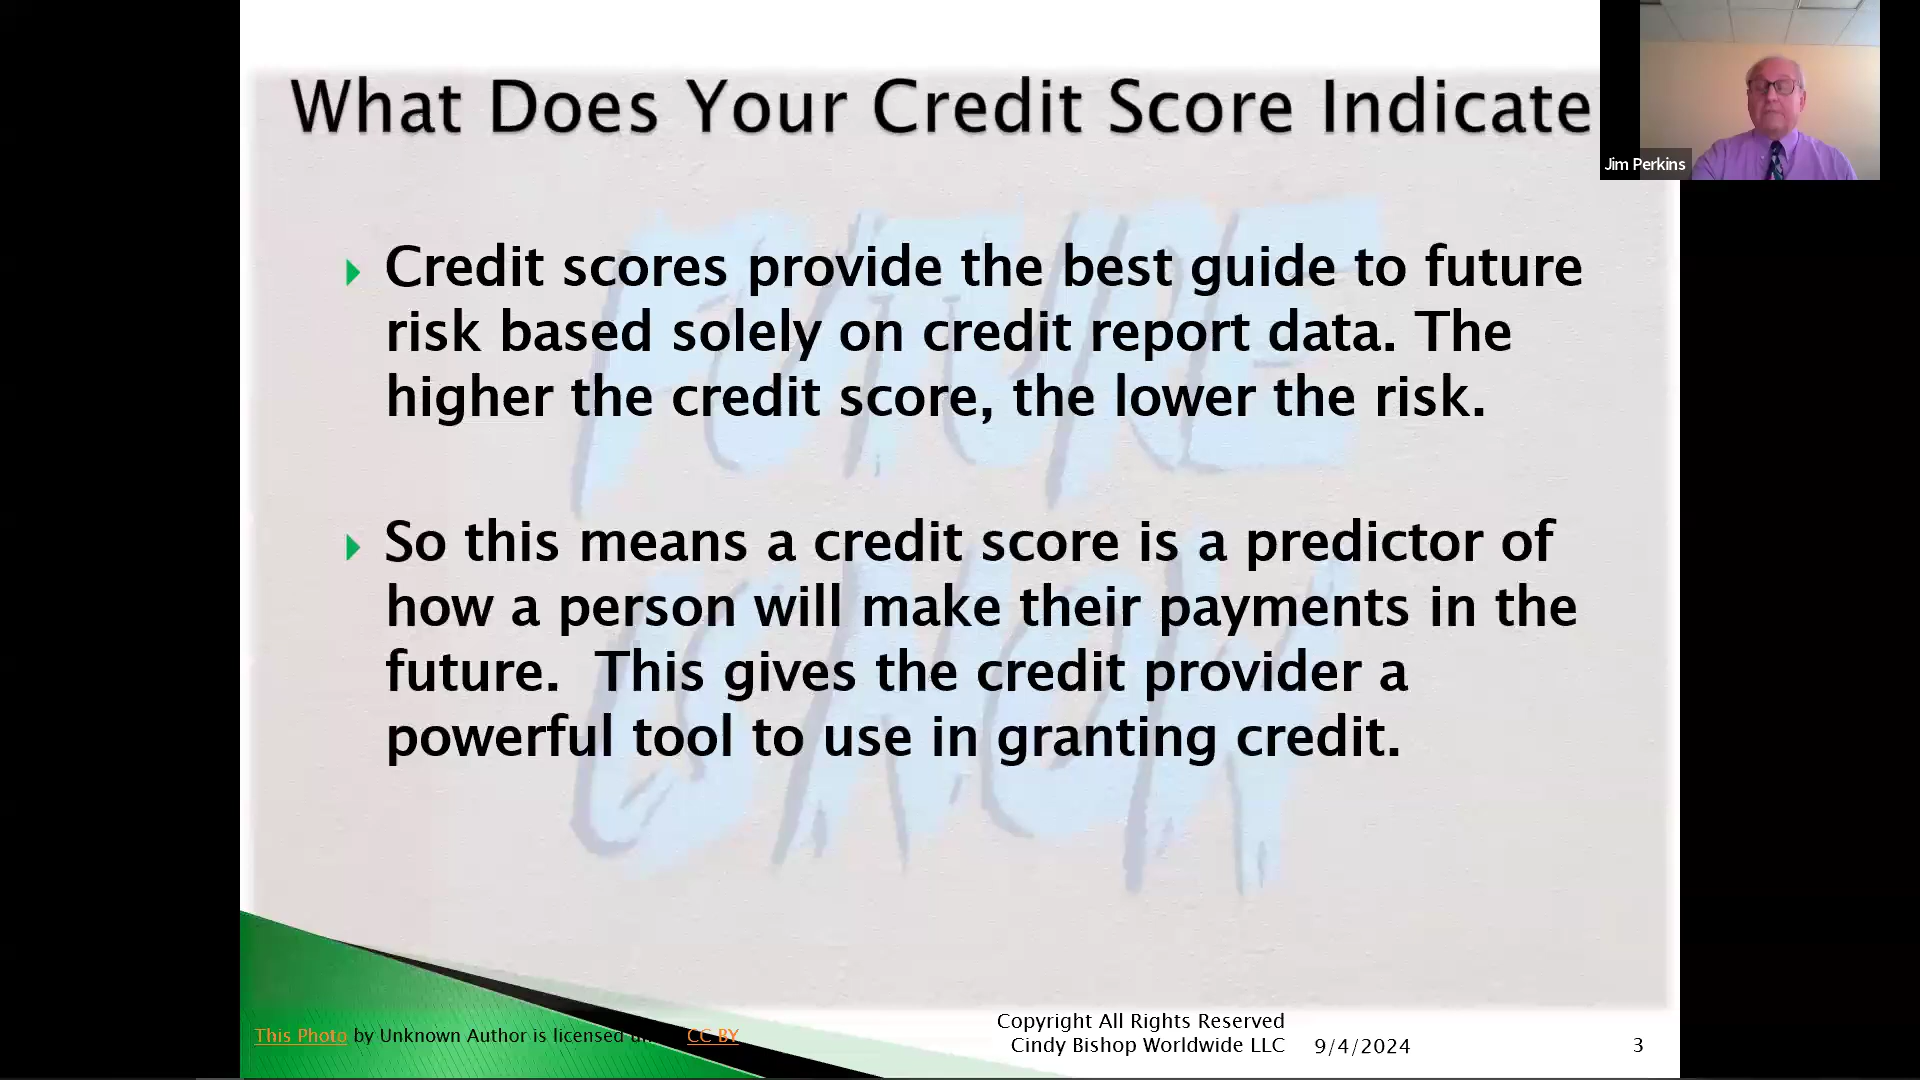 What Does Your Credit Score Indicate
Jim Perkins
Credit scores provide the best guide to future
risk based solely on credit report data. The
higher the credit score, the lower the risk.
So this means a credit score is a predictor of
how a person will make their payments in the
future.  This gives the credit provider a
powerful tool to use in granting credit.
FUTURE
IS NOW
This Photo by Unknown Author is licensed CC BY
Copyright All Rights Reserved
Cindy Bishop Worldwide LLC
9/4/2024
3